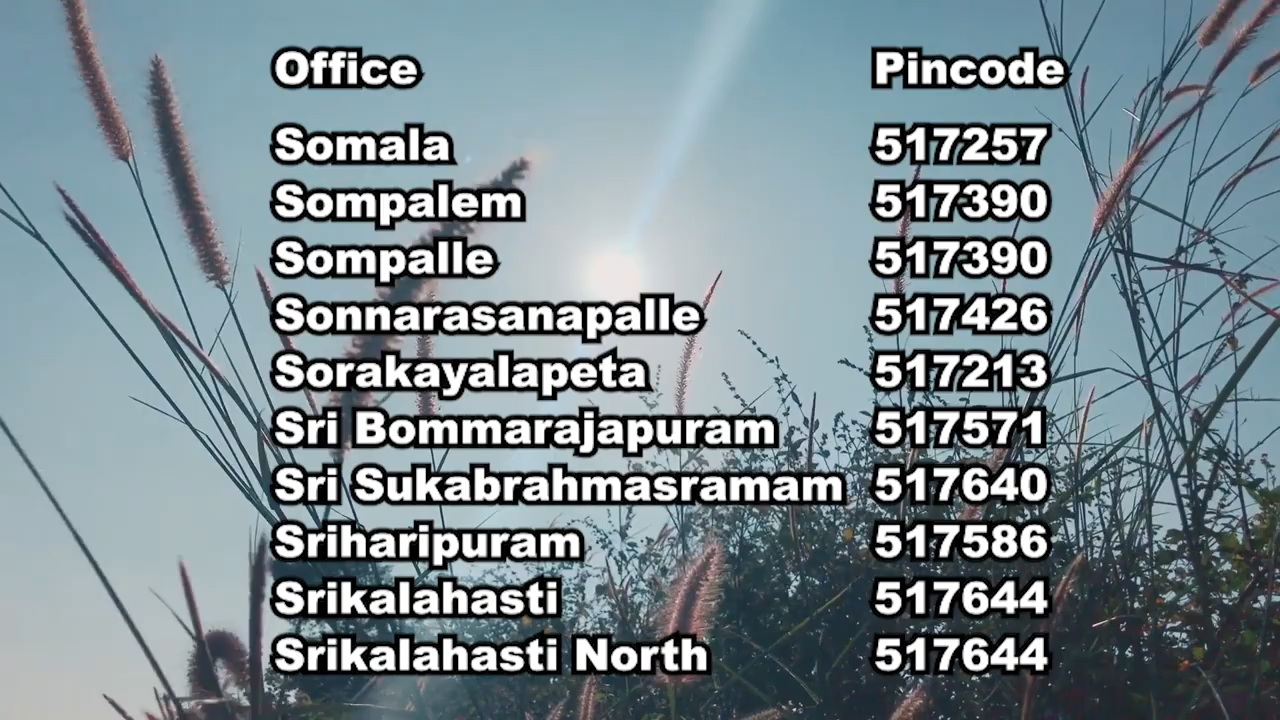 Office Pincode
Somala 517257
Sompalem 517390
Sompalle 517390
Sonnarasanapalle 517426
Sorakayalapeta 517213
Sri Bommarajapuram 517571
Sri Sukabrahmasramam 517640
Sriharipuram 517586
Srikalahasti 517644
Srikalahasti North 517644